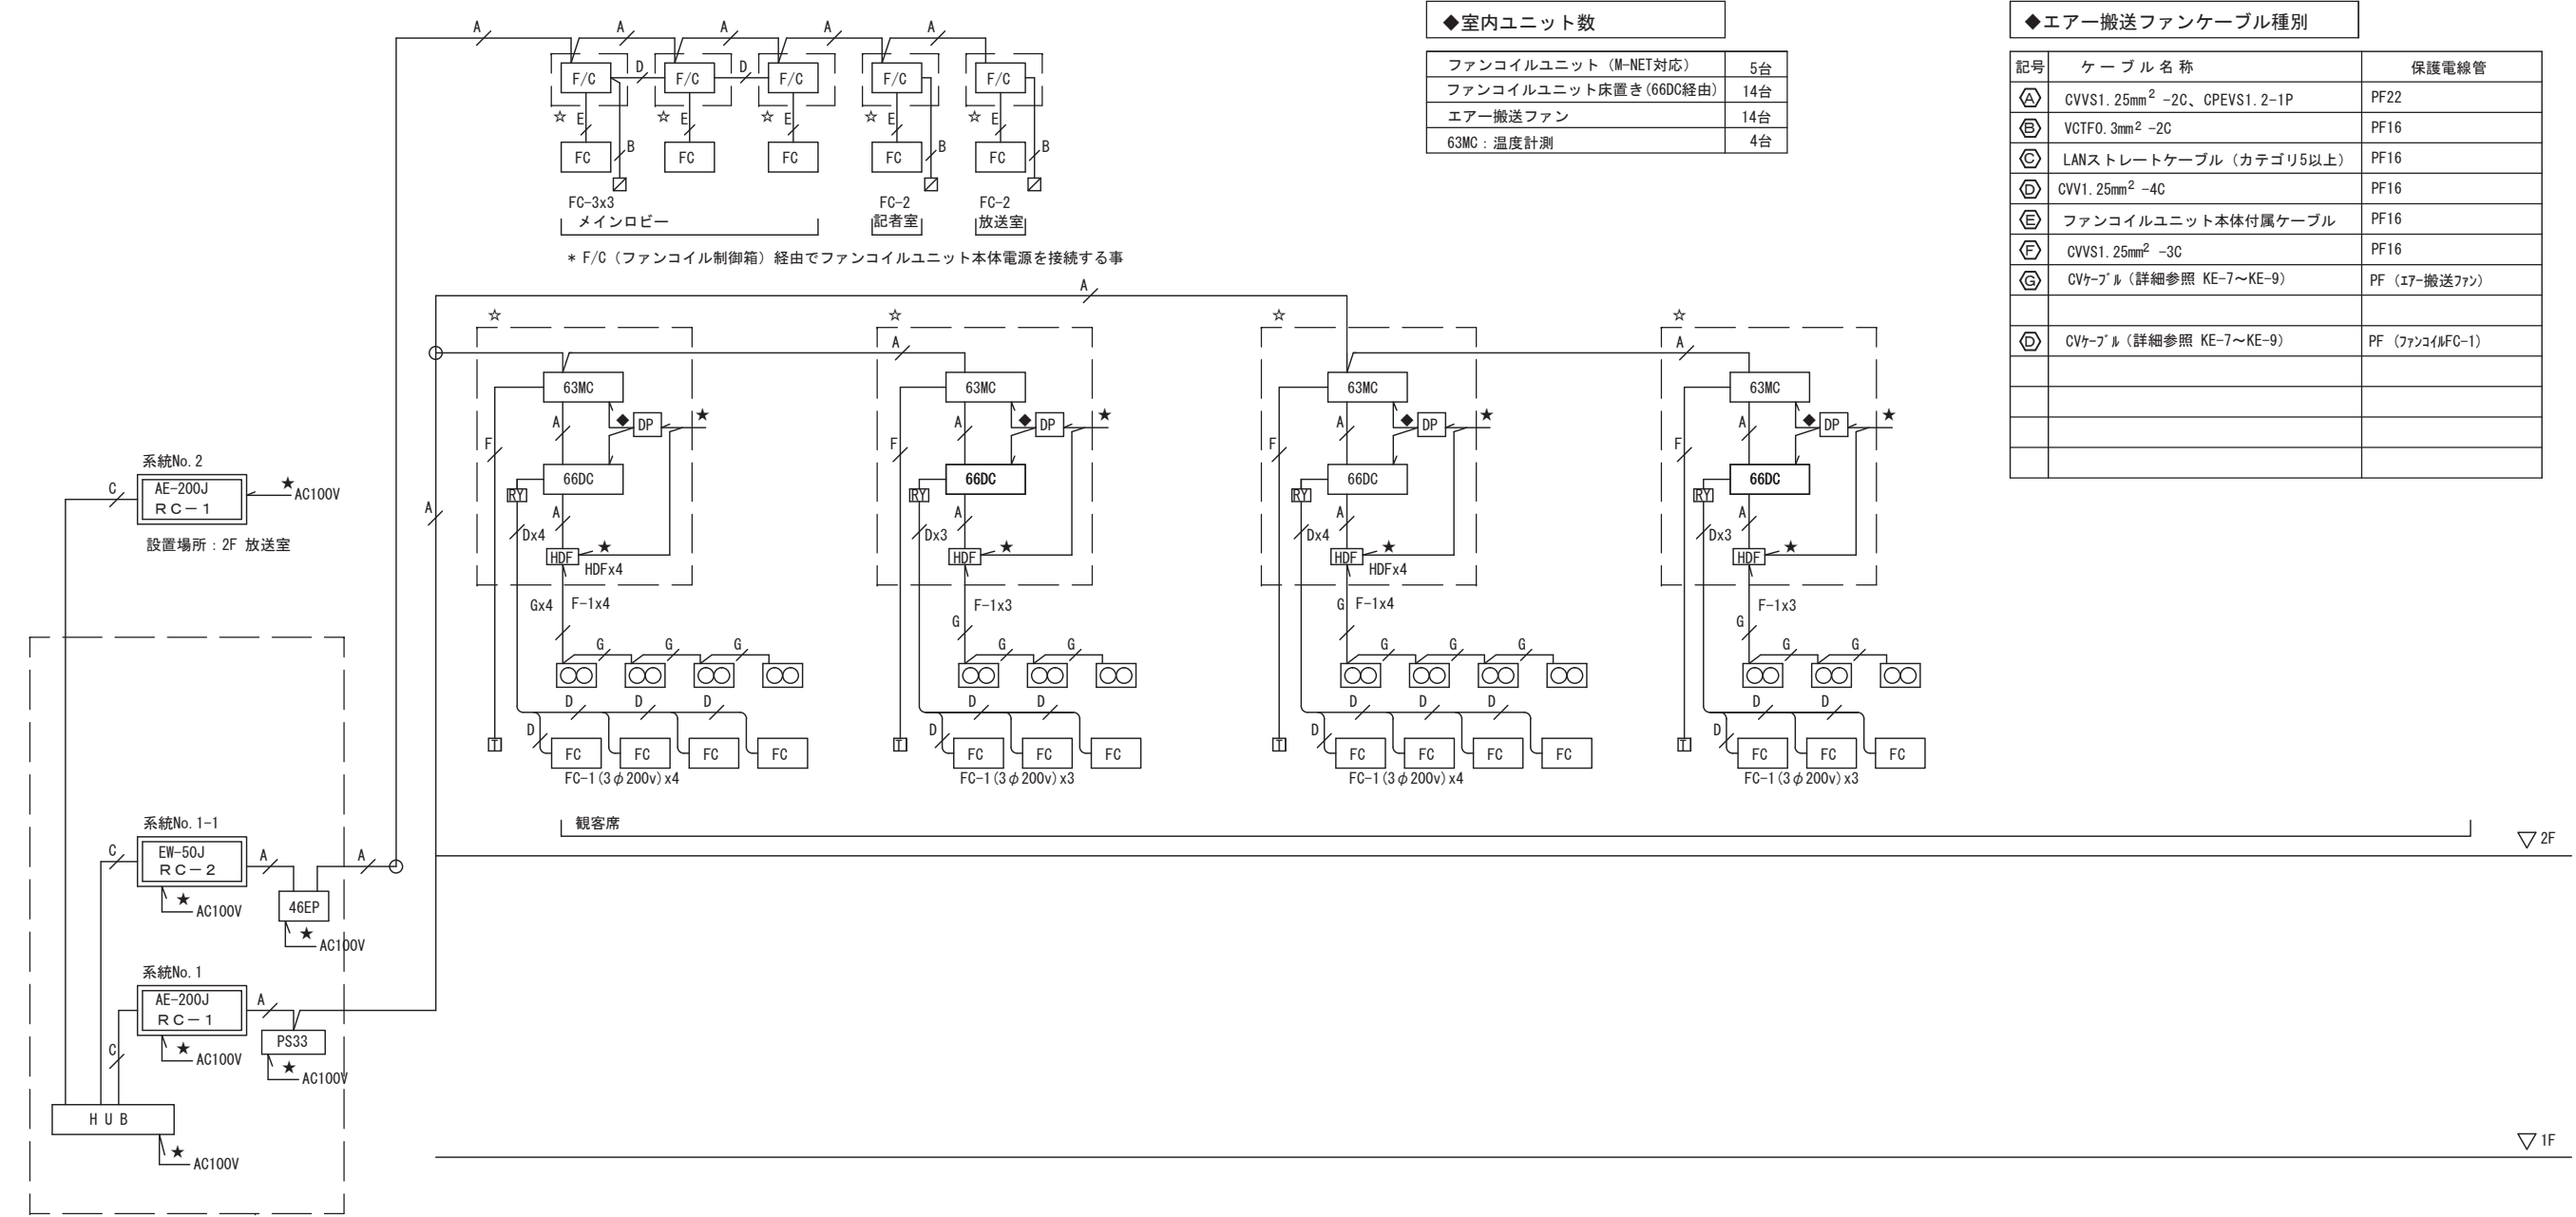 ◆室内ユニット数
ファンコイルユニット（M-NET対応） 5台
ファンコイルユニット床置き(66DC経由) 14台
エアー搬送ファン 14台
63MC：温度計測 4台
◆エアー搬送ファンケーブル種別
記号 ケーブル名称 保護電線管
A CVVS1.25mm² -2C、CPEVS1.2-1P PF22
B VCTF0.3mm² -2C PF16
C LANストレートケーブル（カテゴリ5以上） PF16
D CVV1.25mm² -4C PF16
E ファンコイルユニット本体付属ケーブル PF16
F CVVS1.25mm² -3C PF16
G CVケーブル（詳細参照 KE-7～KE-9） PF（エアー搬送ファン）
D CVケーブル（詳細参照 KE-7～KE-9） PF（ファンコイルFC-1）
A A A A A
F/C D F/C D F/C F/C F/C
☆ E ☆ E ☆ E ☆ E ☆ E
B B B
FC FC FC FC FC
FC-3x3 FC-2 FC-2
メインロビー 記者室 放送室
* F/C（ファンコイル制御箱）経由でファンコイルユニット本体電源を接続する事
A
☆ ☆ ☆ ☆
A A
63MC 63MC 63MC 63MC
A ◆ DP ★ A ◆ DP ★ A ◆ DP ★ A ◆ DP ★
F F F F
66DC 66DC 66DC 66DC
RY RY RY RY
A A A A
Dx4 Dx3 Dx4 Dx3
HDF ★ HDF ★ HDF ★ HDF ★
HDFx4 HDFx4
Gx4 F-1x4 F-1x3 G F-1x4 F-1x3
G G
G G G G G G G G G G
D D D D D D D D D D
D D D D
T T T T
FC FC FC FC FC FC FC FC FC FC FC FC FC FC
FC-1(3φ200v)x4 FC-1(3φ200v)x3 FC-1(3φ200v)x4 FC-1(3φ200v)x3
観客席
▽2F
▽1F
系統No.2
C AE-200J ★ AC100V
RC－1
設置場所：2F 放送室
A
系統No.1-1
C EW-50J A A
RC－2
★ AC100V
46EP
★ AC100V
系統No.1
AE-200J A
RC－1
C ★ AC100V
PS33
★ AC100V
HUB
★ AC100V